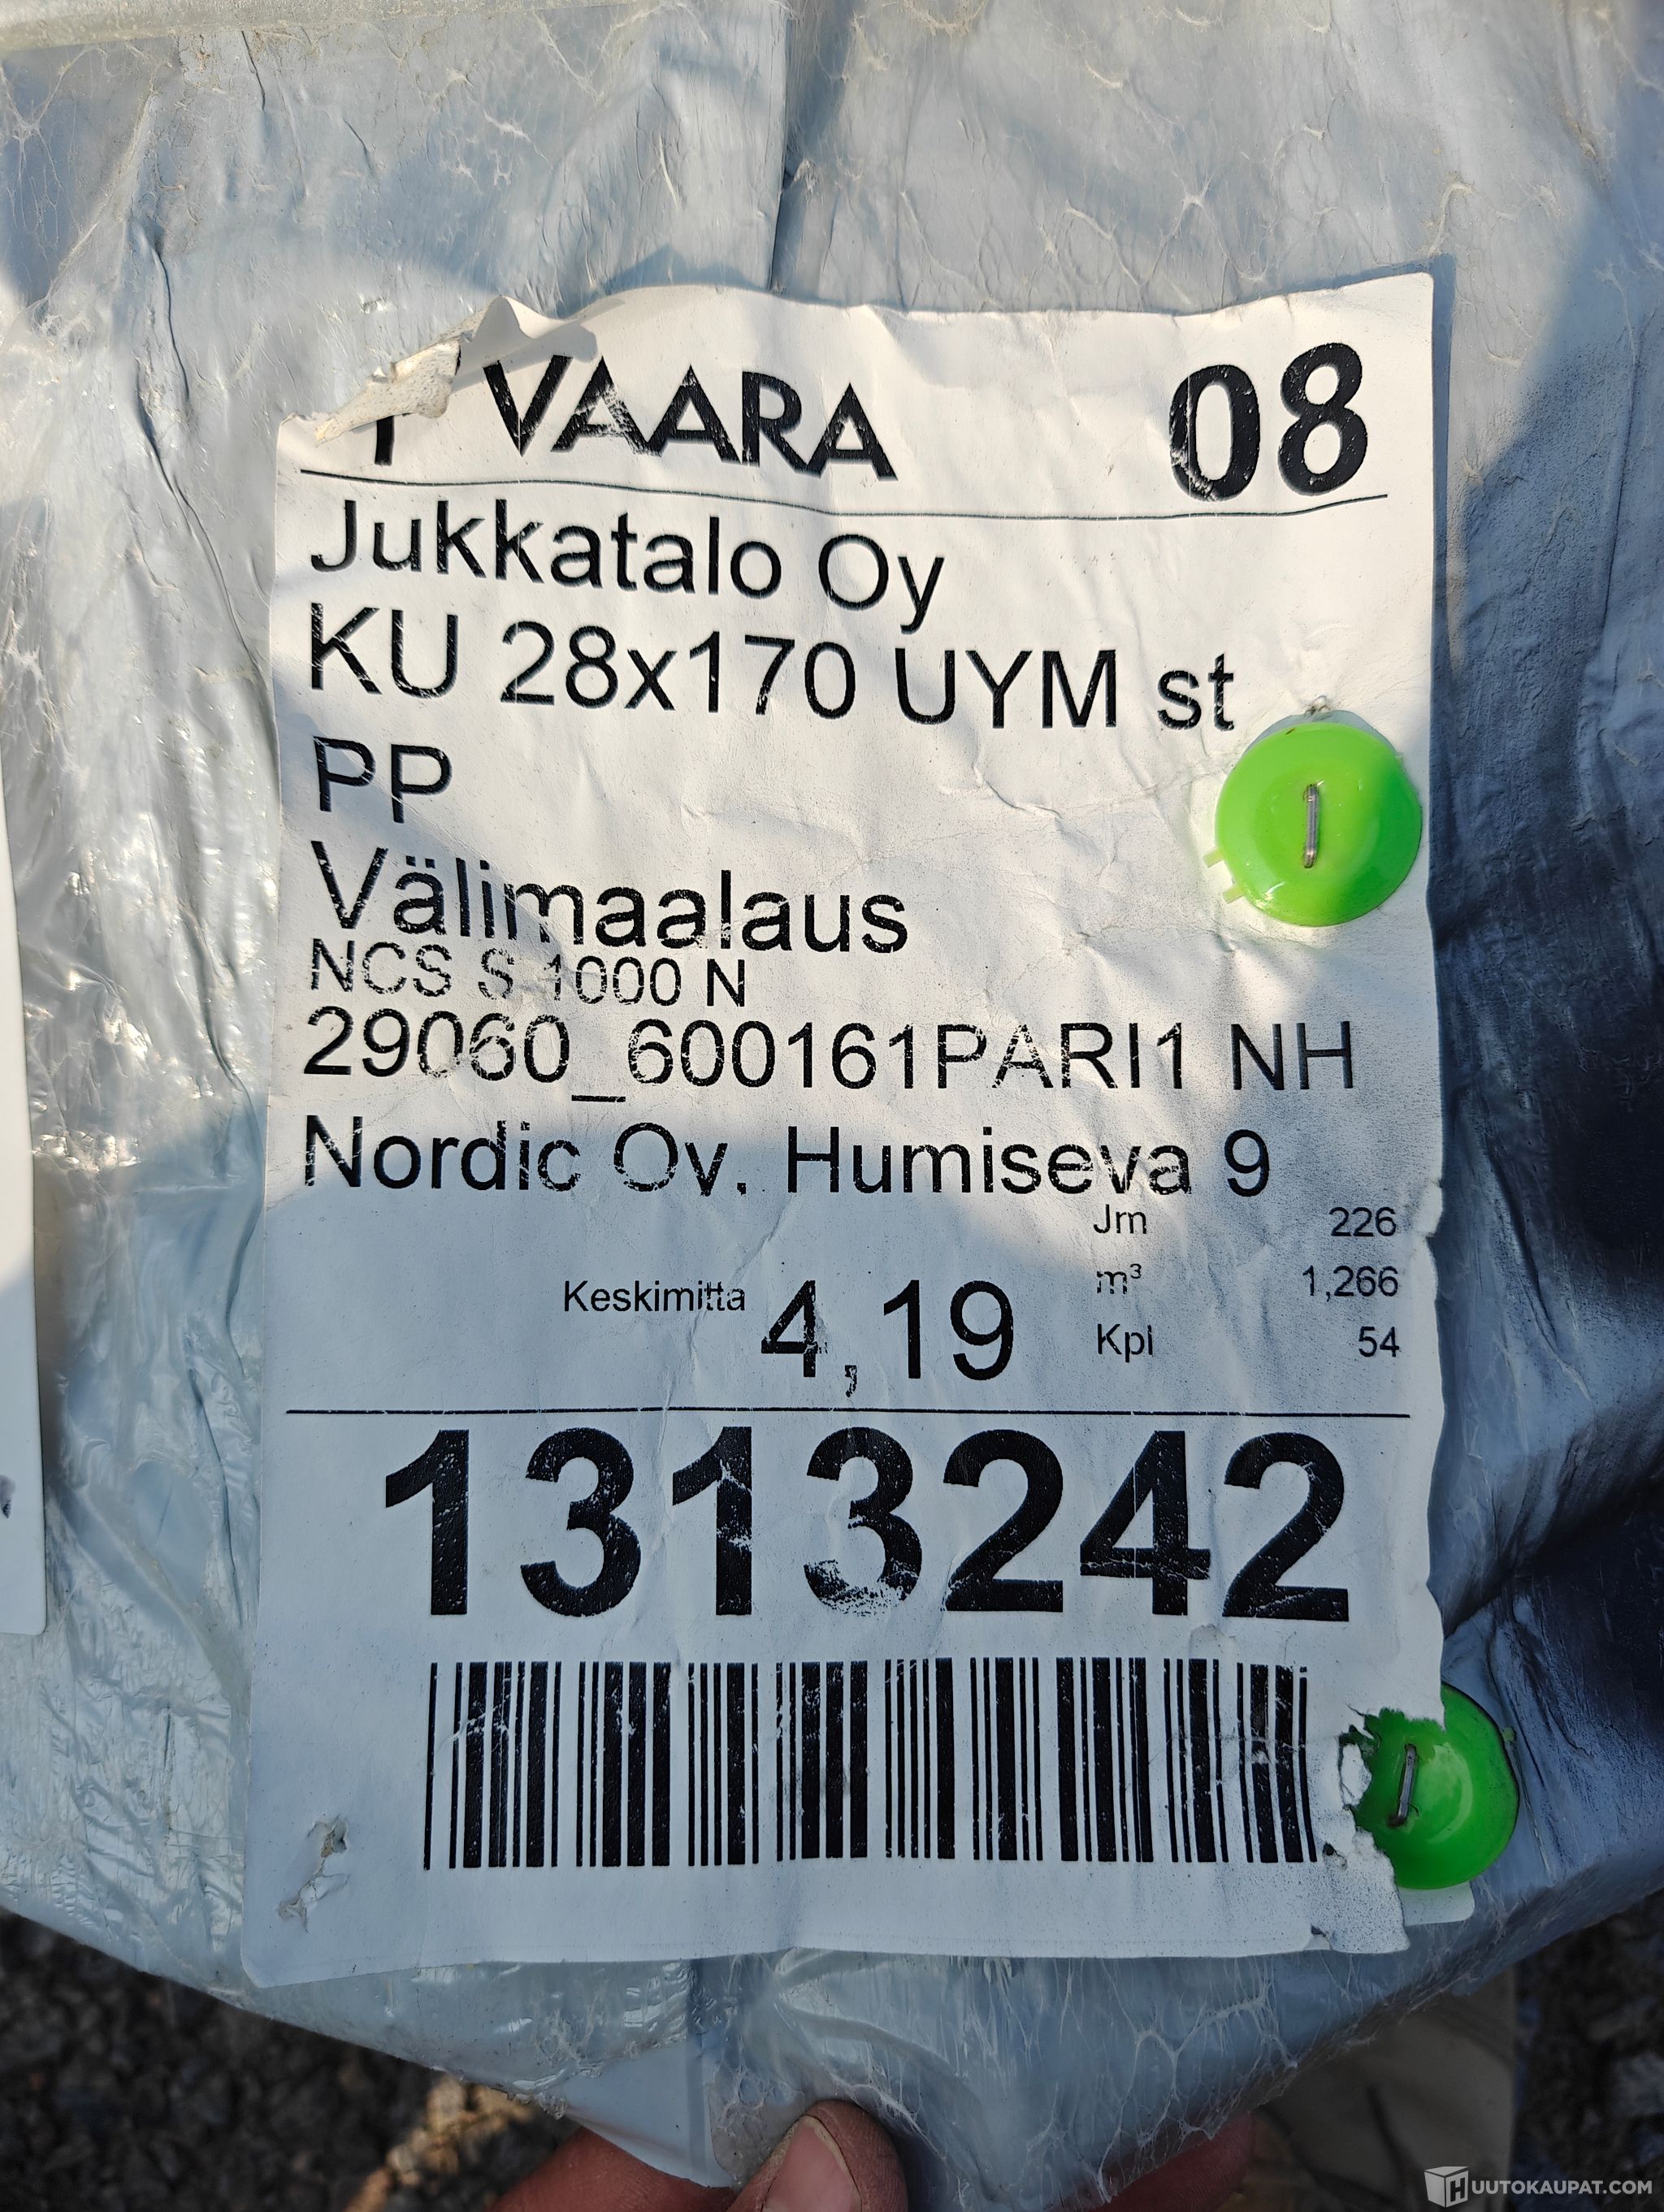 VAARA 08
Jukkatalo Oy
KU 28x170 UYM st
PP
Välimaalaus
NCS S 1000 N
29060_600161PARI1 NH
Nordic Oy, Humiseva 9
Jm 226
Keskimitta 4,19 m³ 1,266
Kpl 54
1313242
HUUTOKAUPAT.COM